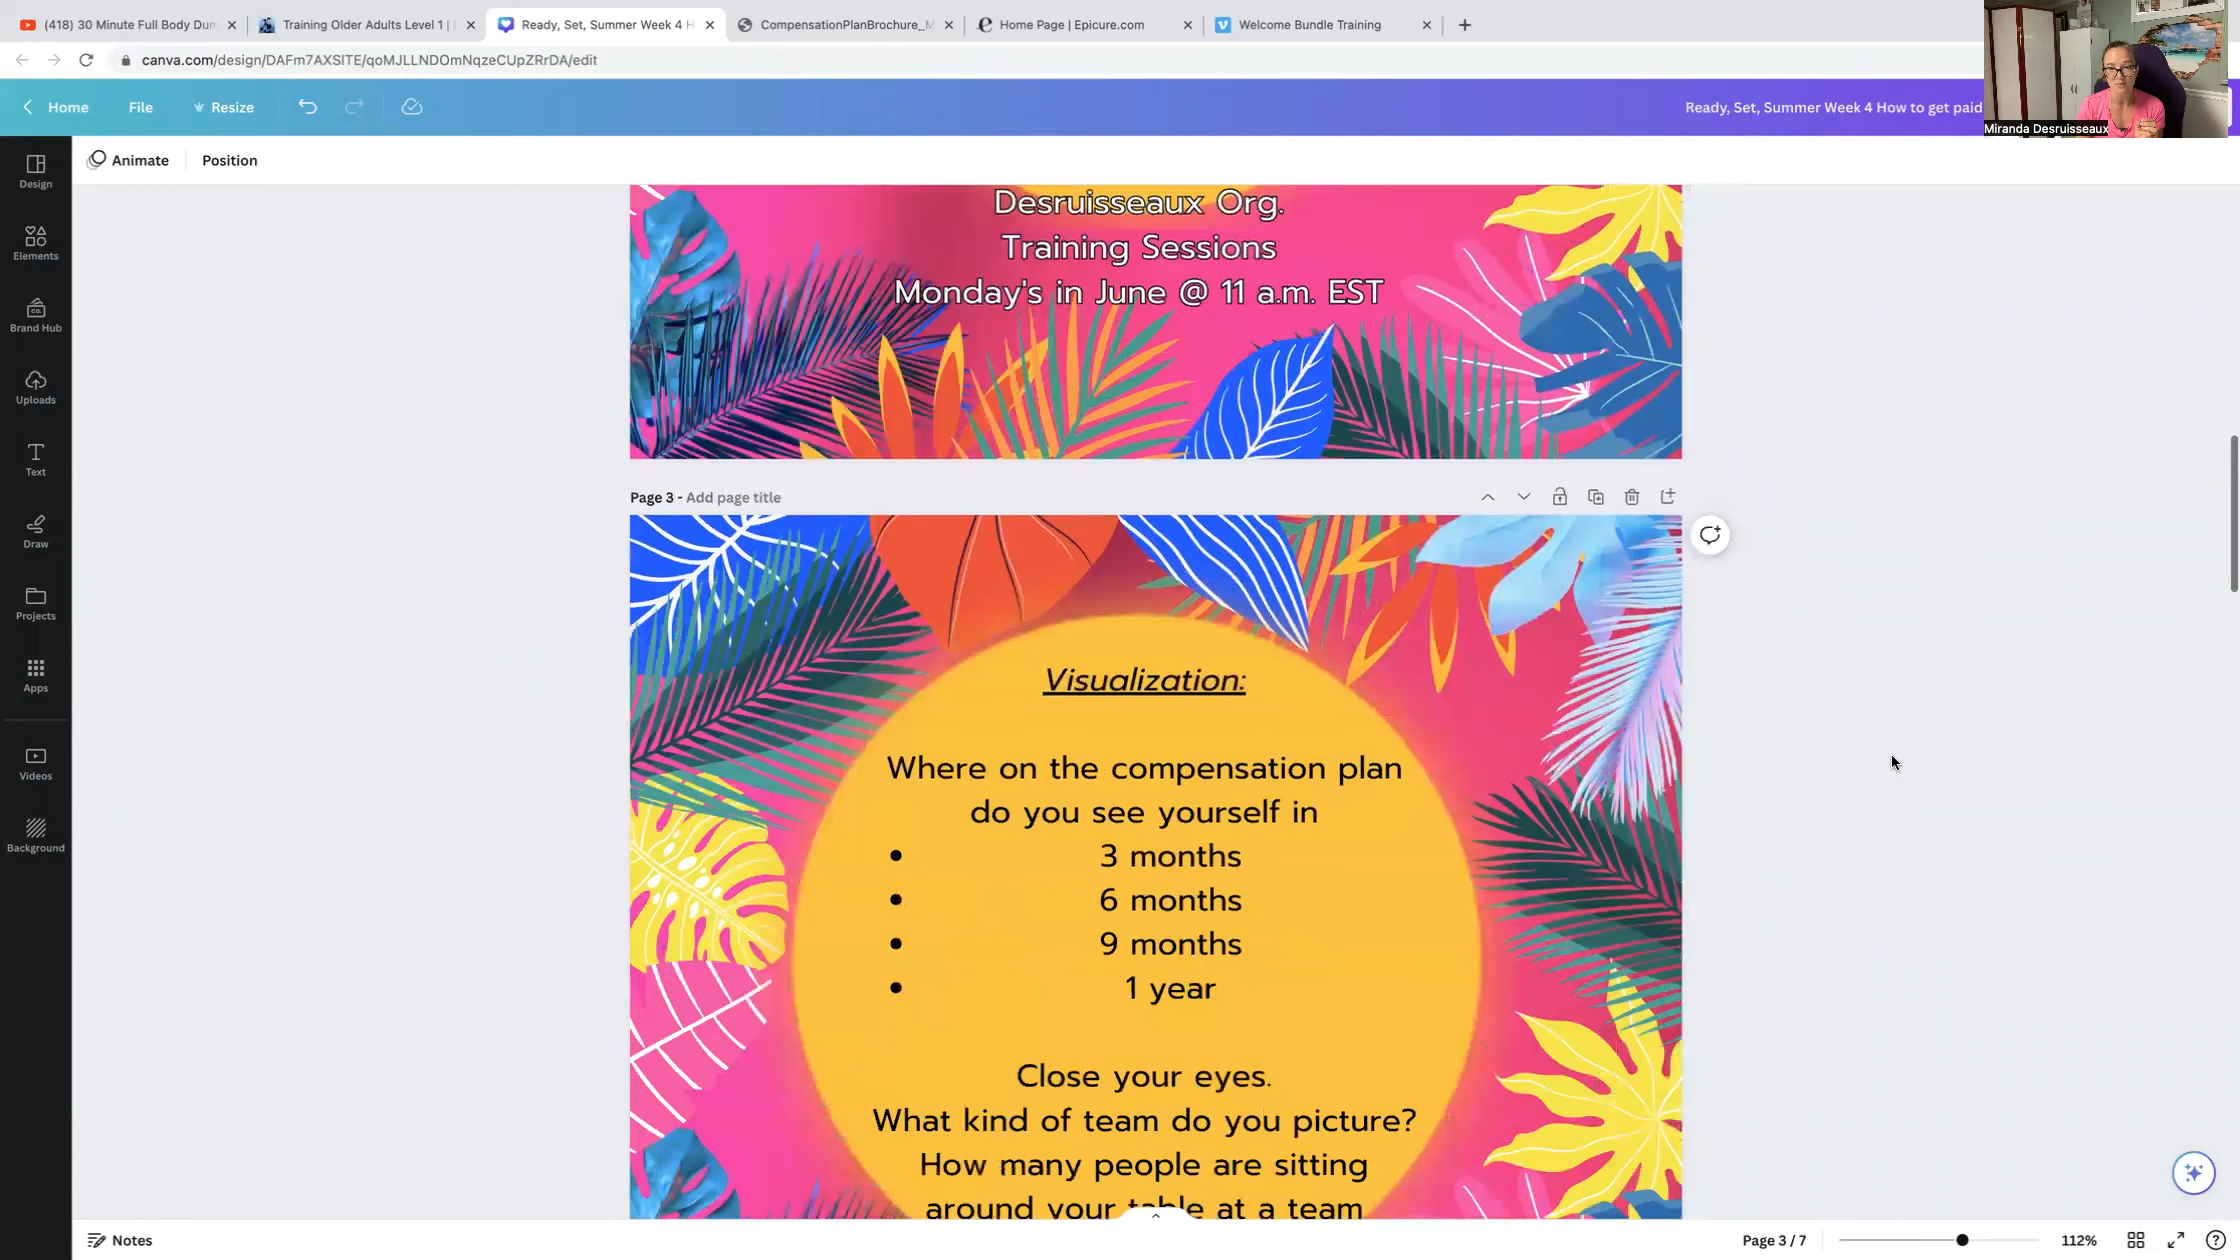 (418) 30 Minute Full Body Dum
Training Older Adults Level 1 |
Ready, Set, Summer Week 4 H
CompensationPlanBrochure_M
Home Page | Epicure.com
Welcome Bundle Training
canva.com/design/DAFm7AXSITE/qoMJLLNDOmNqzeCUpZRrDA/edit
Home
File
Resize
Ready, Set, Summer Week 4 How to get paid
Miranda Desruisseaux
Animate
Position
Design
Elements
Brand Hub
Uploads
Text
Draw
Projects
Apps
Videos
Background
Desruisseaux Org.
Training Sessions
Monday's in June @ 11 a.m. EST
Page 3 - Add page title
Visualization:
Where on the compensation plan
do you see yourself in
• 3 months
• 6 months
• 9 months
• 1 year
Close your eyes.
What kind of team do you picture?
How many people are sitting
around your table at a team
Notes
Page 3 / 7
112%